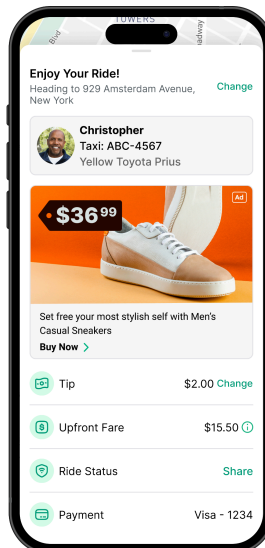 TOWERS
Blvd
adway
Enjoy Your Ride!
Heading to 929 Amsterdam Avenue,
New York
Change
Christopher
Taxi: ABC-4567
Yellow Toyota Prius
Ad
$36 99
Set free your most stylish self with Men's
Casual Sneakers
Buy Now
Tip
$2.00 Change
Upfront Fare
$15.50
Ride Status
Share
Payment
Visa - 1234